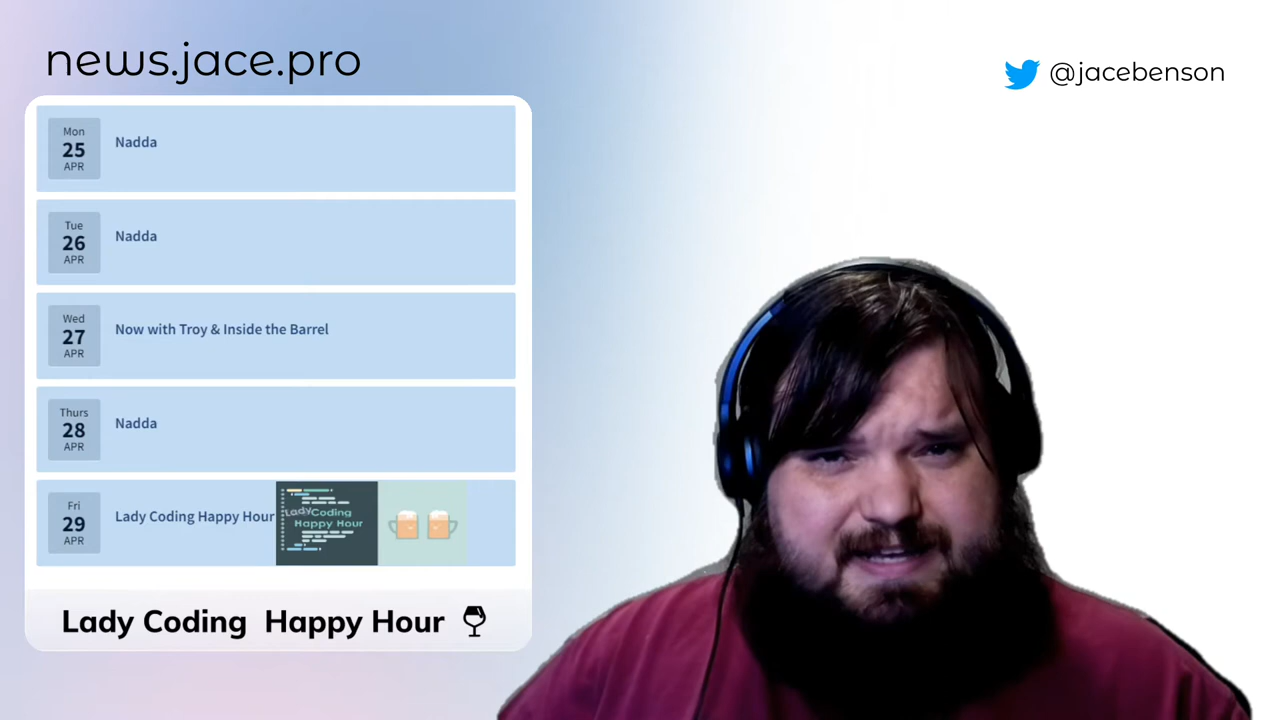 news.jace.pro
@jacebenson
Mon
25
APR
Nadda
Tue
26
APR
Nadda
Wed
27
APR
Now with Troy & Inside the Barrel
Thurs
28
APR
Nadda
Fri
29
APR
Lady Coding Happy Hour
LadyCoding
Happy Hour
Lady Coding Happy Hour